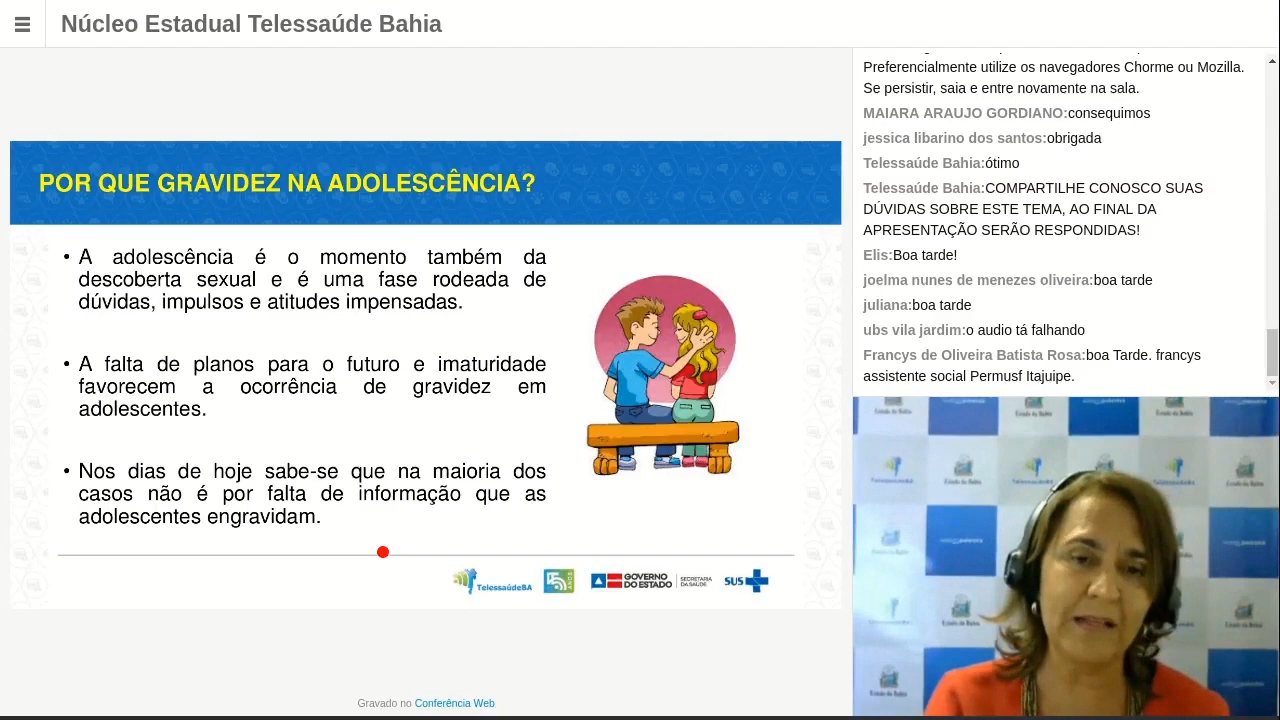 Núcleo Estadual Telessaúde Bahia
POR QUE GRAVIDEZ NA ADOLESCÊNCIA?
• A adolescência é o momento também da
descoberta sexual e é uma fase rodeada de
dúvidas, impulsos e atitudes impensadas.
• A falta de planos para o futuro e imaturidade
favorecem a ocorrência de gravidez em
adolescentes.
• Nos dias de hoje sabe-se que na maioria dos
casos não é por falta de informação que as
adolescentes engravidam.
TelessaúdeBA
GOVERNO
DO ESTADO
SECRETARIA
DA SAÚDE
SUS
Gravado no Conferência Web
Preferencialmente utilize os navegadores Chorme ou Mozilla.
Se persistir, saia e entre novamente na sala.
MAIARA ARAUJO GORDIANO:consequimos
jessica libarino dos santos:obrigada
Telessaúde Bahia:ótimo
Telessaúde Bahia:COMPARTILHE CONOSCO SUAS
DÚVIDAS SOBRE ESTE TEMA, AO FINAL DA
APRESENTAÇÃO SERÃO RESPONDIDAS!
Elis:Boa tarde!
joelma nunes de menezes oliveira:boa tarde
juliana:boa tarde
ubs vila jardim:o audio tá falhando
Francys de Oliveira Batista Rosa:boa Tarde. francys
assistente social Permusf Itajuipe.